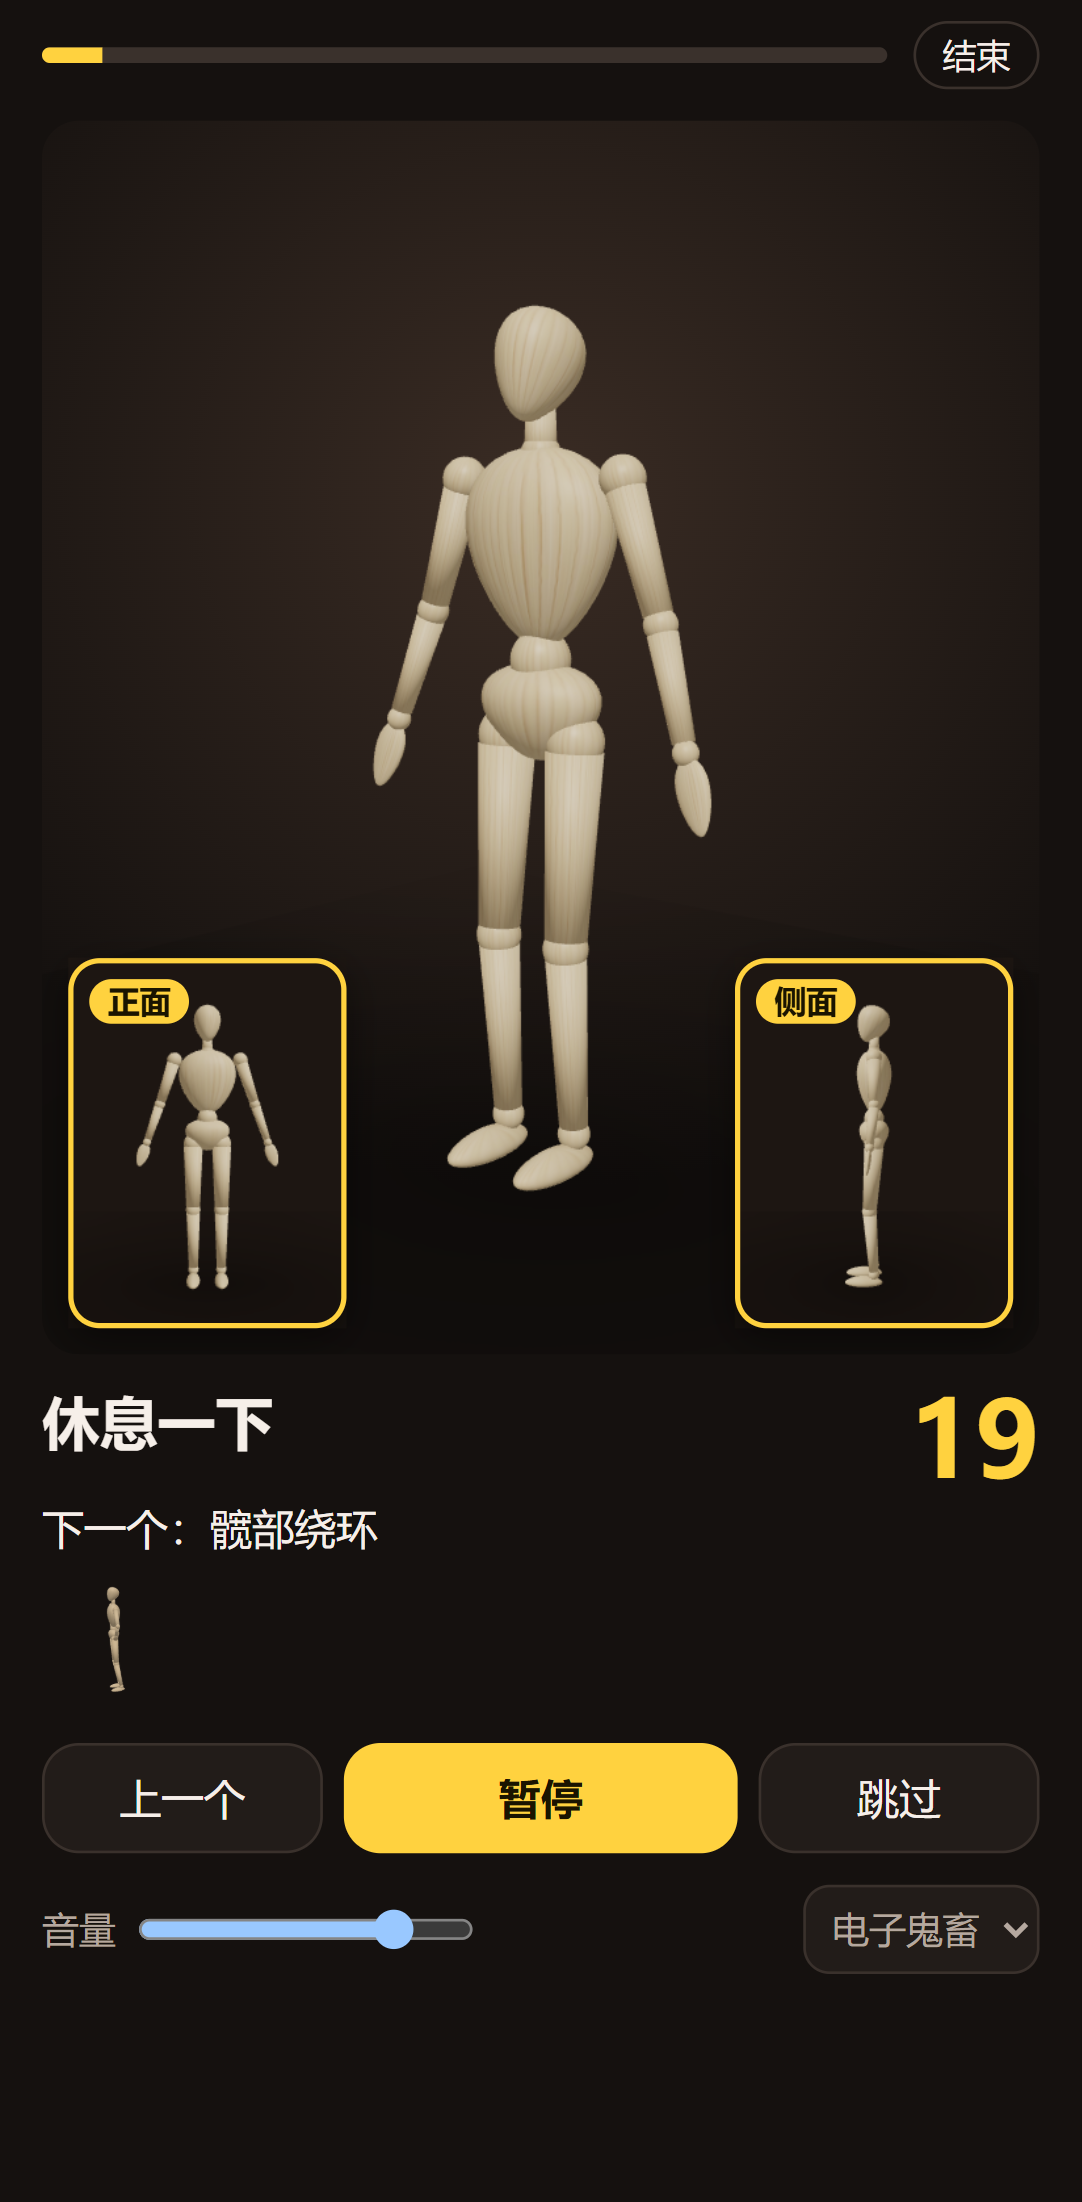 结束
正面
侧面
休息一下
19
下一个：髋部绕环
上一个
暂停
跳过
音量
电子鬼畜